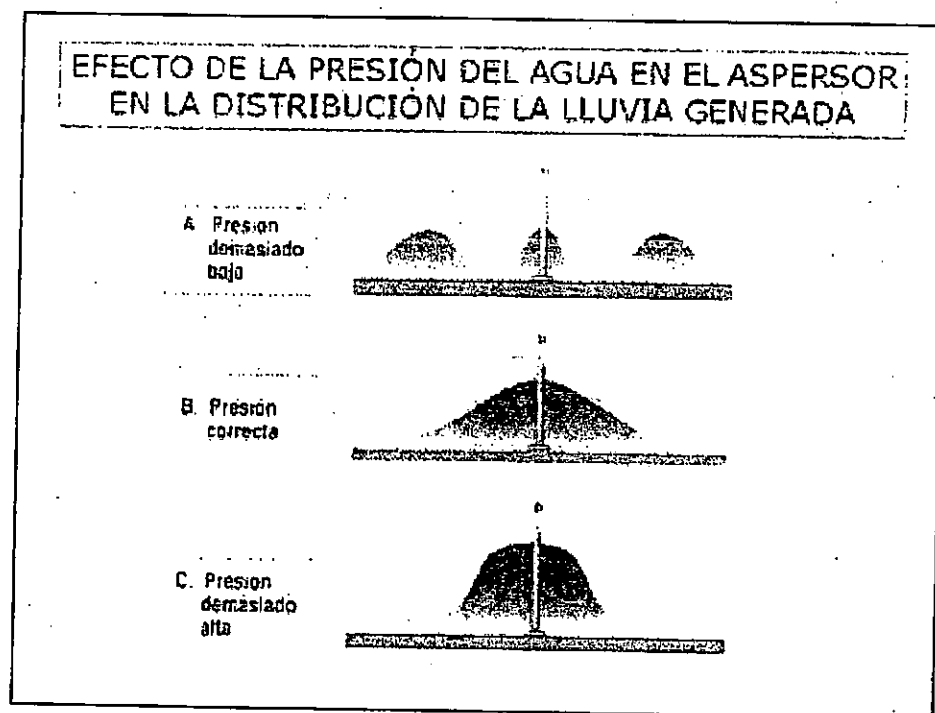 EFECTO DE LA PRESIÓN DEL AGUA EN EL ASPERSOR
EN LA DISTRIBUCIÓN DE LA LLUVIA GENERADA
A. Presion
demasiado
baja
B. Presión
correcta
C. Presion
demasiado
alta